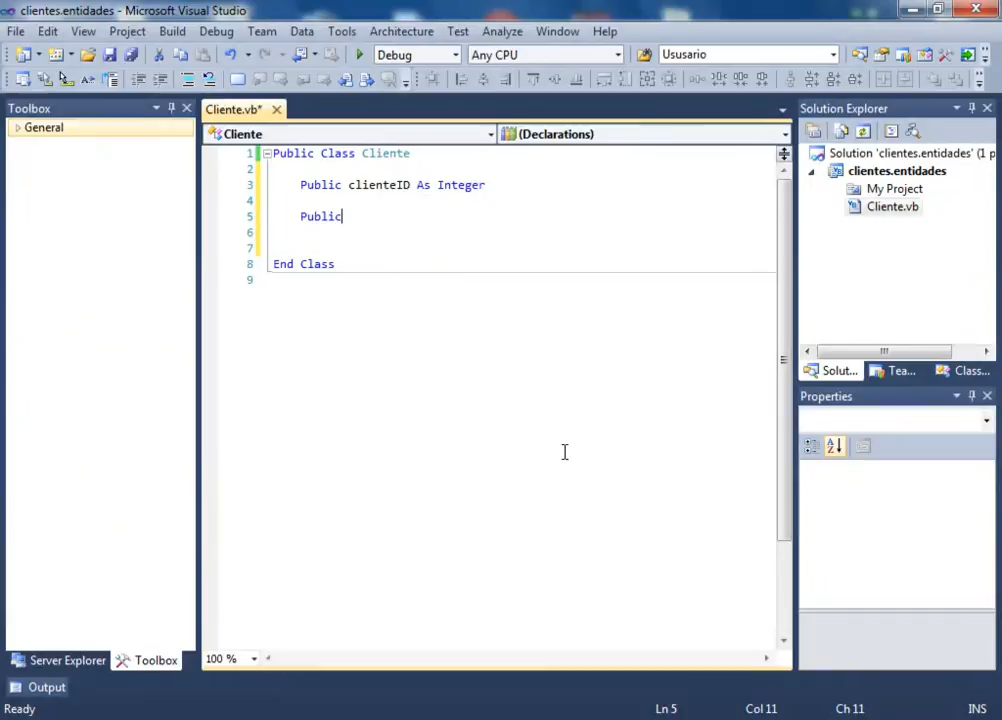 clientes.entidades - Microsoft Visual Studio
File Edit View Project Build Debug Team Data Tools Architecture Test Analyze Window Help
Debug Any CPU Ususario
Toolbox
General
Cliente.vb*
Cliente (Declarations)
1 Public Class Cliente
2
3 Public clienteID As Integer
4
5 Public
6
7
8 End Class
9
100 %
Solution Explorer
Solution 'clientes.entidades' (1 p
clientes.entidades
My Project
Cliente.vb
Solut... Tea... Class...
Properties
Server Explorer Toolbox
Output
Ready Ln 5 Col 11 Ch 11 INS